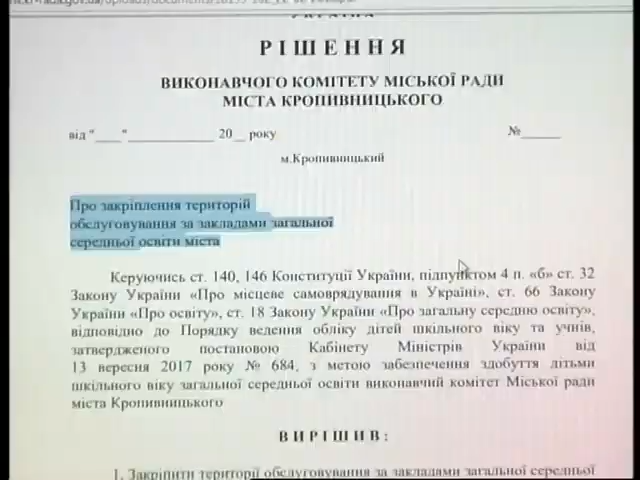 УКРАЇНА
РІШЕННЯ
ВИКОНАВЧОГО КОМІТЕТУ МІСЬКОЇ РАДИ
МІСТА КРОПИВНИЦЬКОГО
від "____"______________ 20__ року №______
м.Кропивницький
Про закріплення територій
обслуговування за закладами загальної
середньої освіти міста
Керуючись ст. 140, 146 Конституції України, підпунктом 4 п. «б» ст. 32
Закону України «Про місцеве самоврядування в Україні», ст. 66 Закону
України «Про освіту», ст. 18 Закону України «Про загальну середню освіту»,
відповідно до Порядку ведення обліку дітей шкільного віку та учнів,
затвердженого постановою Кабінету Міністрів України від
13 вересня 2017 року № 684, з метою забезпечення здобуття дітьми
шкільного віку загальної середньої освіти виконавчий комітет Міської ради
міста Кропивницького
ВИРІШИВ:
1. Закріпити території обслуговування за закладами загальної середньої